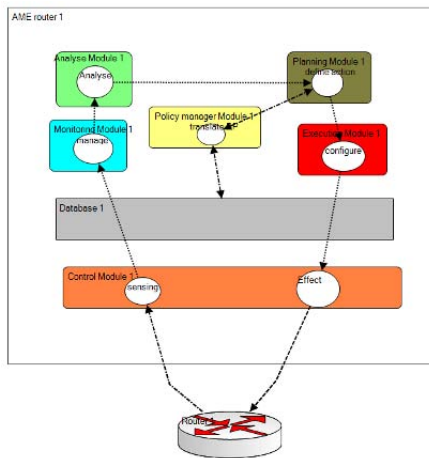 AME router 1
Analyse Module 1
Analyse
Planning Module 1
define action
Policy manager Module 1
translate
Monitoring Module 1
manage
Execution Module 1
configure
Database 1
Control Module 1
sensing
Effect
Router 1